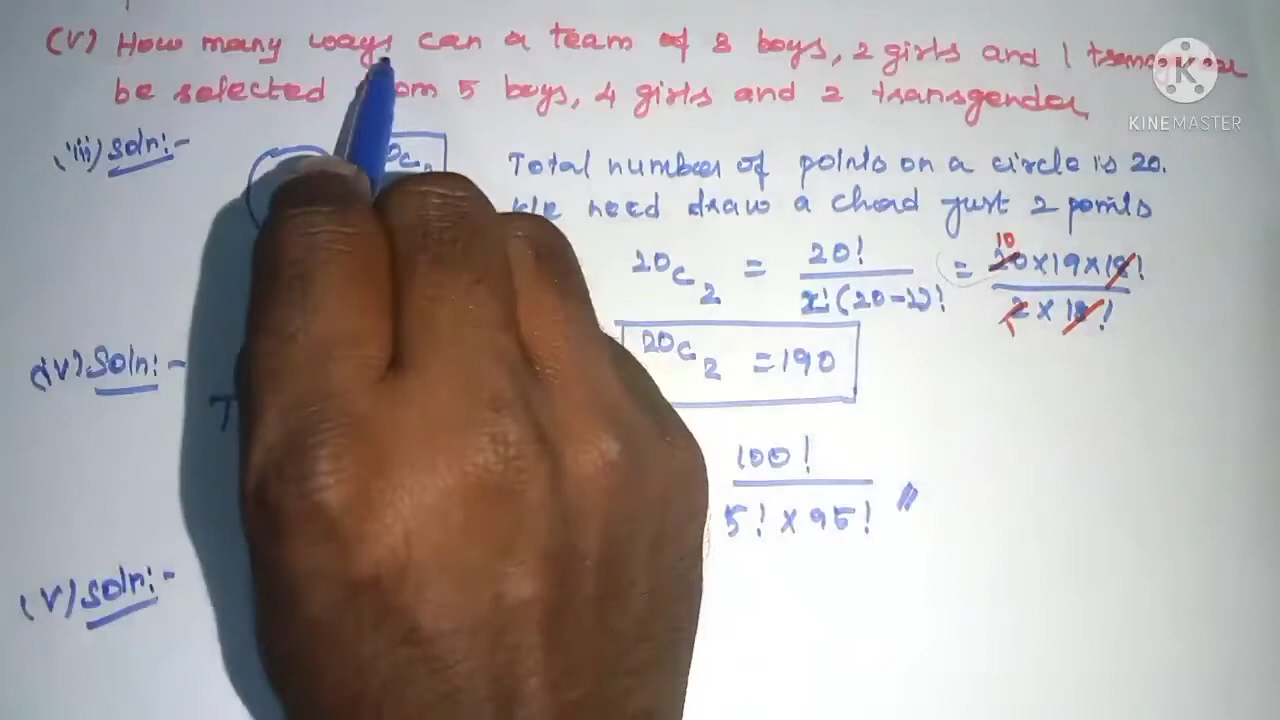 (V) How many ways can a team of 3 boys, 2 girls and 1
be selected om 5 boys, 4 girls and 2 transgender
KINEMASTER
(iii) Soln:-
Total number of points on a circle is 20.
We need draw a chord just 2 points
20C2 = 20! / 2!(20-2)! = 20×19×18! / 2×18!
10
20C2 = 190
(iv) Soln:-
100! / 5! × 95! //
(V) Soln:-